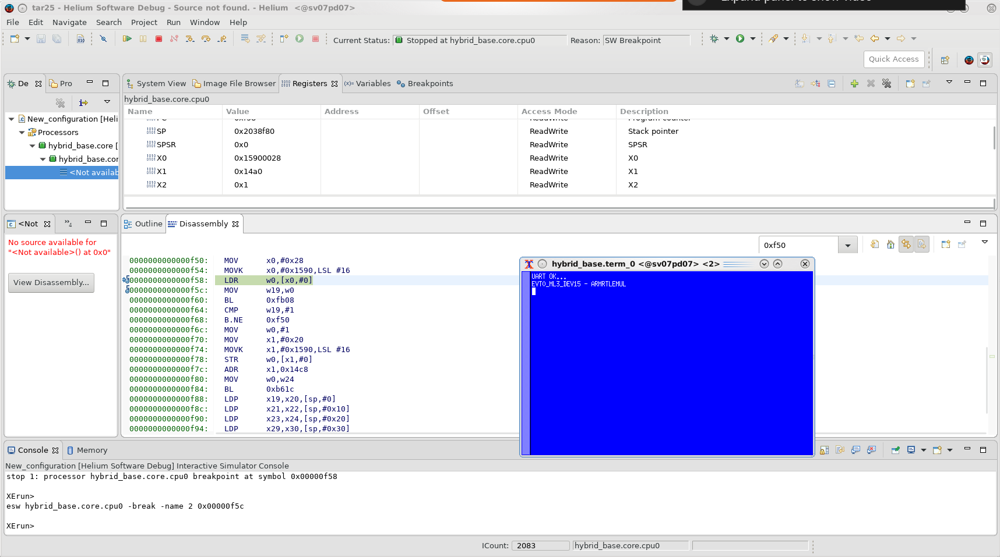 tar25 - Helium Software Debug - Source not found. - Helium <@sv07pd07>
File Edit Navigate Search Project Run Window Help
Current Status: Stopped at hybrid_base.core.cpu0 Reason: SW Breakpoint
Quick Access
De Pro
New_configuration [Heli
Processors
hybrid_base.core [
hybrid_base.cor
<Not availab
System View Image File Browser Registers Variables Breakpoints
hybrid_base.core.cpu0
Name Value Address Offset Access Mode Description
SP 0x2038f80 ReadWrite Stack pointer
SPSR 0x0 ReadWrite SPSR
X0 0x15900028 ReadWrite X0
X1 0x14a0 ReadWrite X1
X2 0x1 ReadWrite X2
<Not
No source available for
"<Not available>() at 0x0"
View Disassembly...
Outline Disassembly
0xf50
0000000000000f50: MOV x0,#0x28
0000000000000f54: MOVK x0,#0x1590,LSL #16
0000000000000f58: LDR w0,[x0,#0]
0000000000000f5c: MOV w19,w0
0000000000000f60: BL 0xfb08
0000000000000f64: CMP w19,#1
0000000000000f68: B.NE 0xf50
0000000000000f6c: MOV w0,#1
0000000000000f70: MOV x1,#0x20
0000000000000f74: MOVK x1,#0x1590,LSL #16
0000000000000f78: STR w0,[x1,#0]
0000000000000f7c: ADR x1,0x14c8
0000000000000f80: MOV w0,w24
0000000000000f84: BL 0xb61c
0000000000000f88: LDP x19,x20,[sp,#0]
0000000000000f8c: LDP x21,x22,[sp,#0x10]
0000000000000f90: LDP x23,x24,[sp,#0x20]
0000000000000f94: LDP x29,x30,[sp,#0x30]
hybrid_base.term_0 <@sv07pd07> <2>
UART OK...
EVTO_ML3_DEV15 - ARMRTLEMUL
Console Memory
New_configuration [Helium Software Debug] Interactive Simulator Console
stop 1: processor hybrid_base.core.cpu0 breakpoint at symbol 0x00000f58
XErun>
esw hybrid_base.core.cpu0 -break -name 2 0x00000f5c
XErun>
ICount: 2083 hybrid_base.core.cpu0